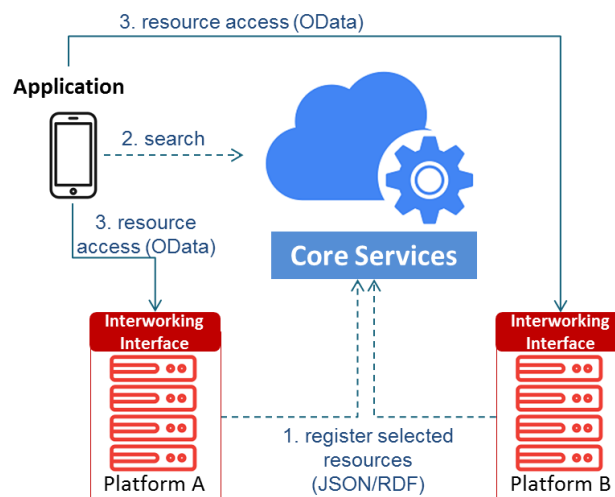 3. resource access (OData)
Application
2. search
3. resource
access (OData)
Core Services
Interworking
Interface
Interworking
Interface
1. register selected
resources
(JSON/RDF)
Platform A
Platform B